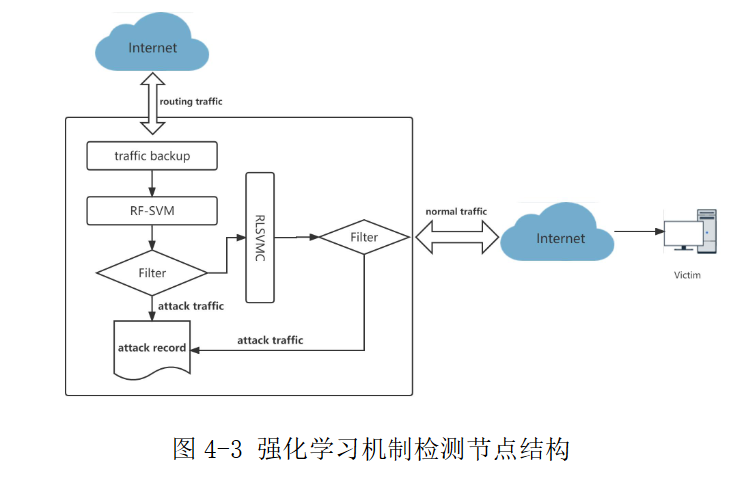 Internet
routing traffic
traffic backup
RF-SVM
Filter
attack traffic
attack record
RLSVMC
Filter
attack traffic
normal traffic
Internet
Victim
图 4-3 强化学习机制检测节点结构